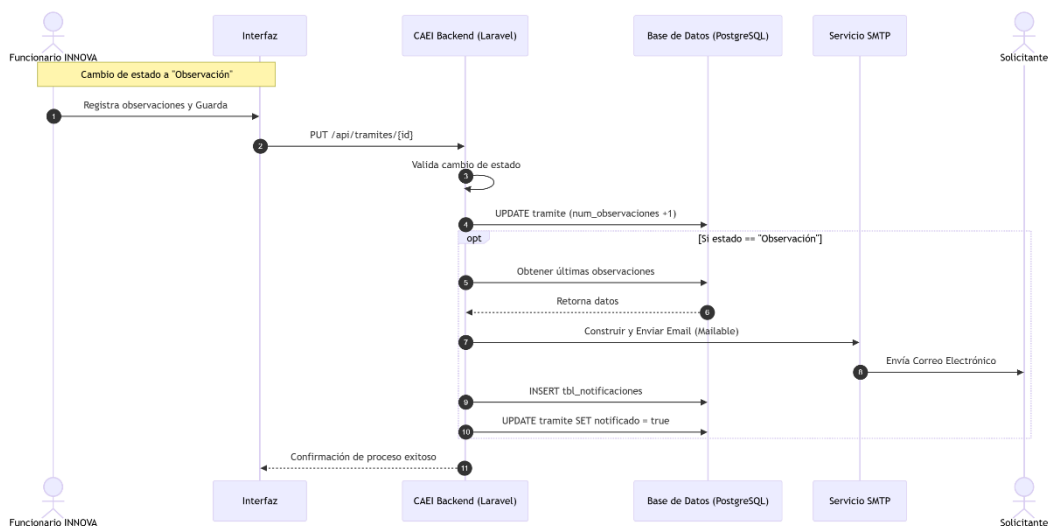 Interfaz
CAEI Backend (Laravel)
Base de Datos (PostgreSQL)
Servicio SMTP
Funcionario INNOVA
Solicitante
Cambio de estado a "Observación"
1 Registra observaciones y Guarda
2 PUT /api/tramites/{id}
Valida cambio de estado
3
4 UPDATE tramite (num_observaciones +1)
opt [Si estado == "Observación"]
5 Obtener últimas observaciones
Retorna datos 6
7 Construir y Enviar Email (Mailable)
8 Envía Correo Electrónico
9 INSERT tbl_notificaciones
10 UPDATE tramite SET notificado = true
Confirmación de proceso exitoso 11
Interfaz
CAEI Backend (Laravel)
Base de Datos (PostgreSQL)
Servicio SMTP
Funcionario INNOVA
Solicitante